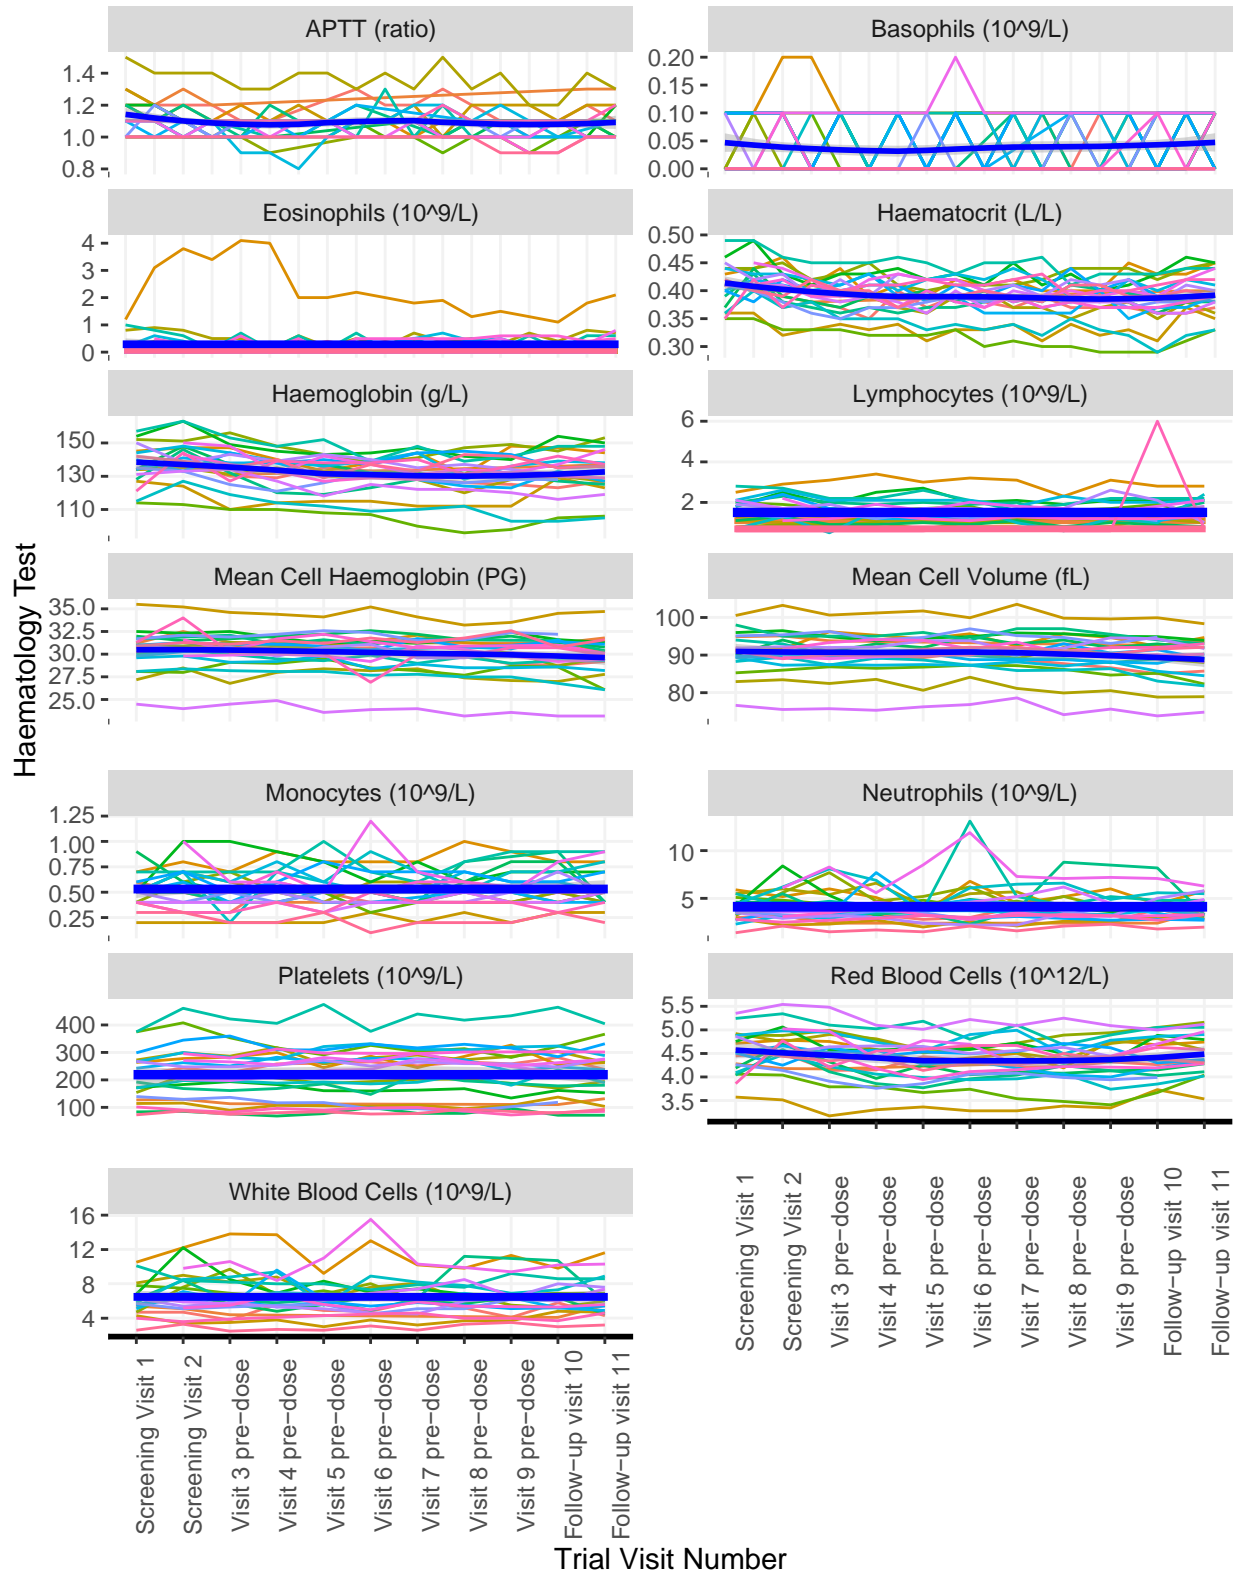 APTT (ratio)
1.4
1.2
1.0
0.8
Basophils (10^9/L)
0.20
0.15
0.10
0.05
0.00
Eosinophils (10^9/L)
4
3
2
1
0
Haematocrit (L/L)
0.50
0.45
0.40
0.35
0.30
Haemoglobin (g/L)
150
130
110
Lymphocytes (10^9/L)
6
4
2
Mean Cell Haemoglobin (PG)
35.0
32.5
30.0
27.5
25.0
Mean Cell Volume (fL)
100
90
80
Monocytes (10^9/L)
1.25
1.00
0.75
0.50
0.25
Neutrophils (10^9/L)
10
5
Platelets (10^9/L)
400
300
200
100
Red Blood Cells (10^12/L)
5.5
5.0
4.5
4.0
3.5
Screening Visit 1
Screening Visit 2
Visit 3 pre−dose
Visit 4 pre−dose
Visit 5 pre−dose
Visit 6 pre−dose
Visit 7 pre−dose
Visit 8 pre−dose
Visit 9 pre−dose
Follow−up visit 10
Follow−up visit 11
White Blood Cells (10^9/L)
16
12
8
4
Screening Visit 1
Screening Visit 2
Visit 3 pre−dose
Visit 4 pre−dose
Visit 5 pre−dose
Visit 6 pre−dose
Visit 7 pre−dose
Visit 8 pre−dose
Visit 9 pre−dose
Follow−up visit 10
Follow−up visit 11
Haematology Test
Trial Visit Number